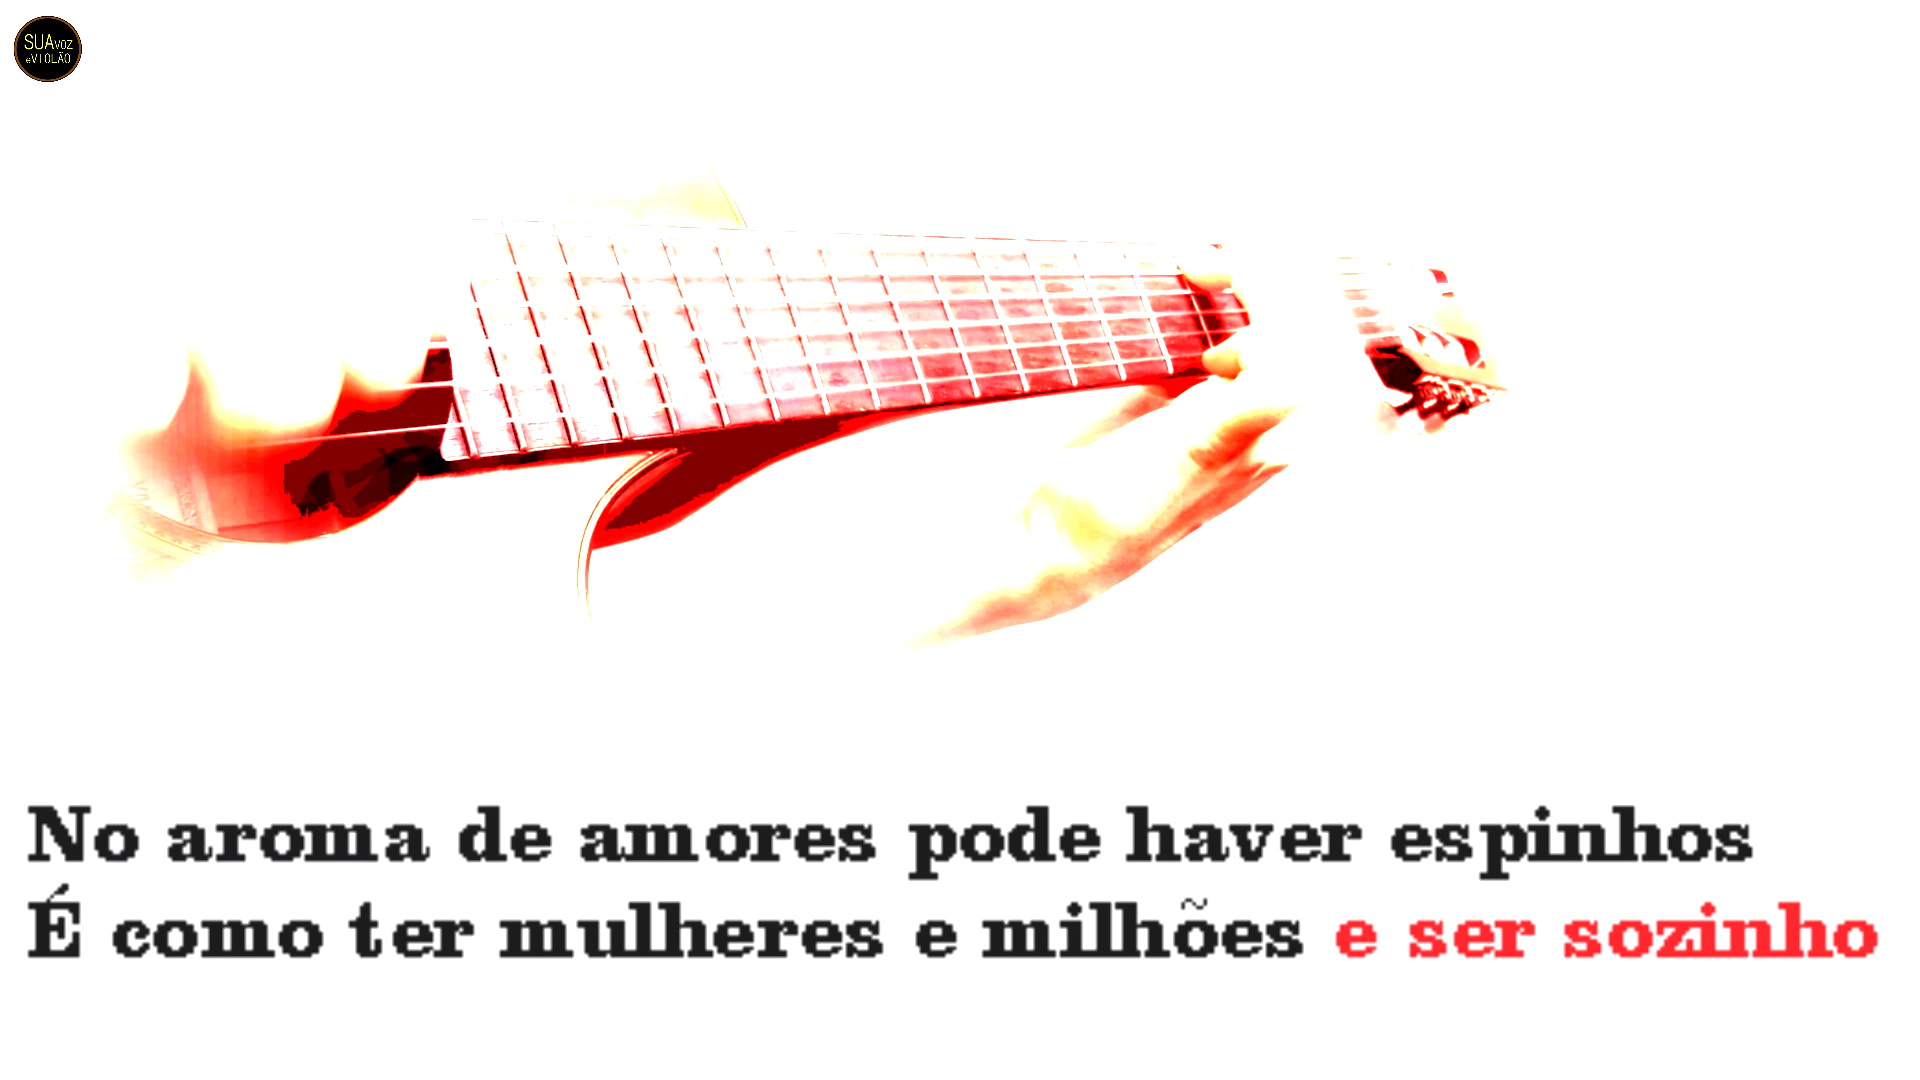 SUAVOZ
eVIOLÃO
No aroma de amores pode haver espinhos
É como ter mulheres e milhões e ser sozinho